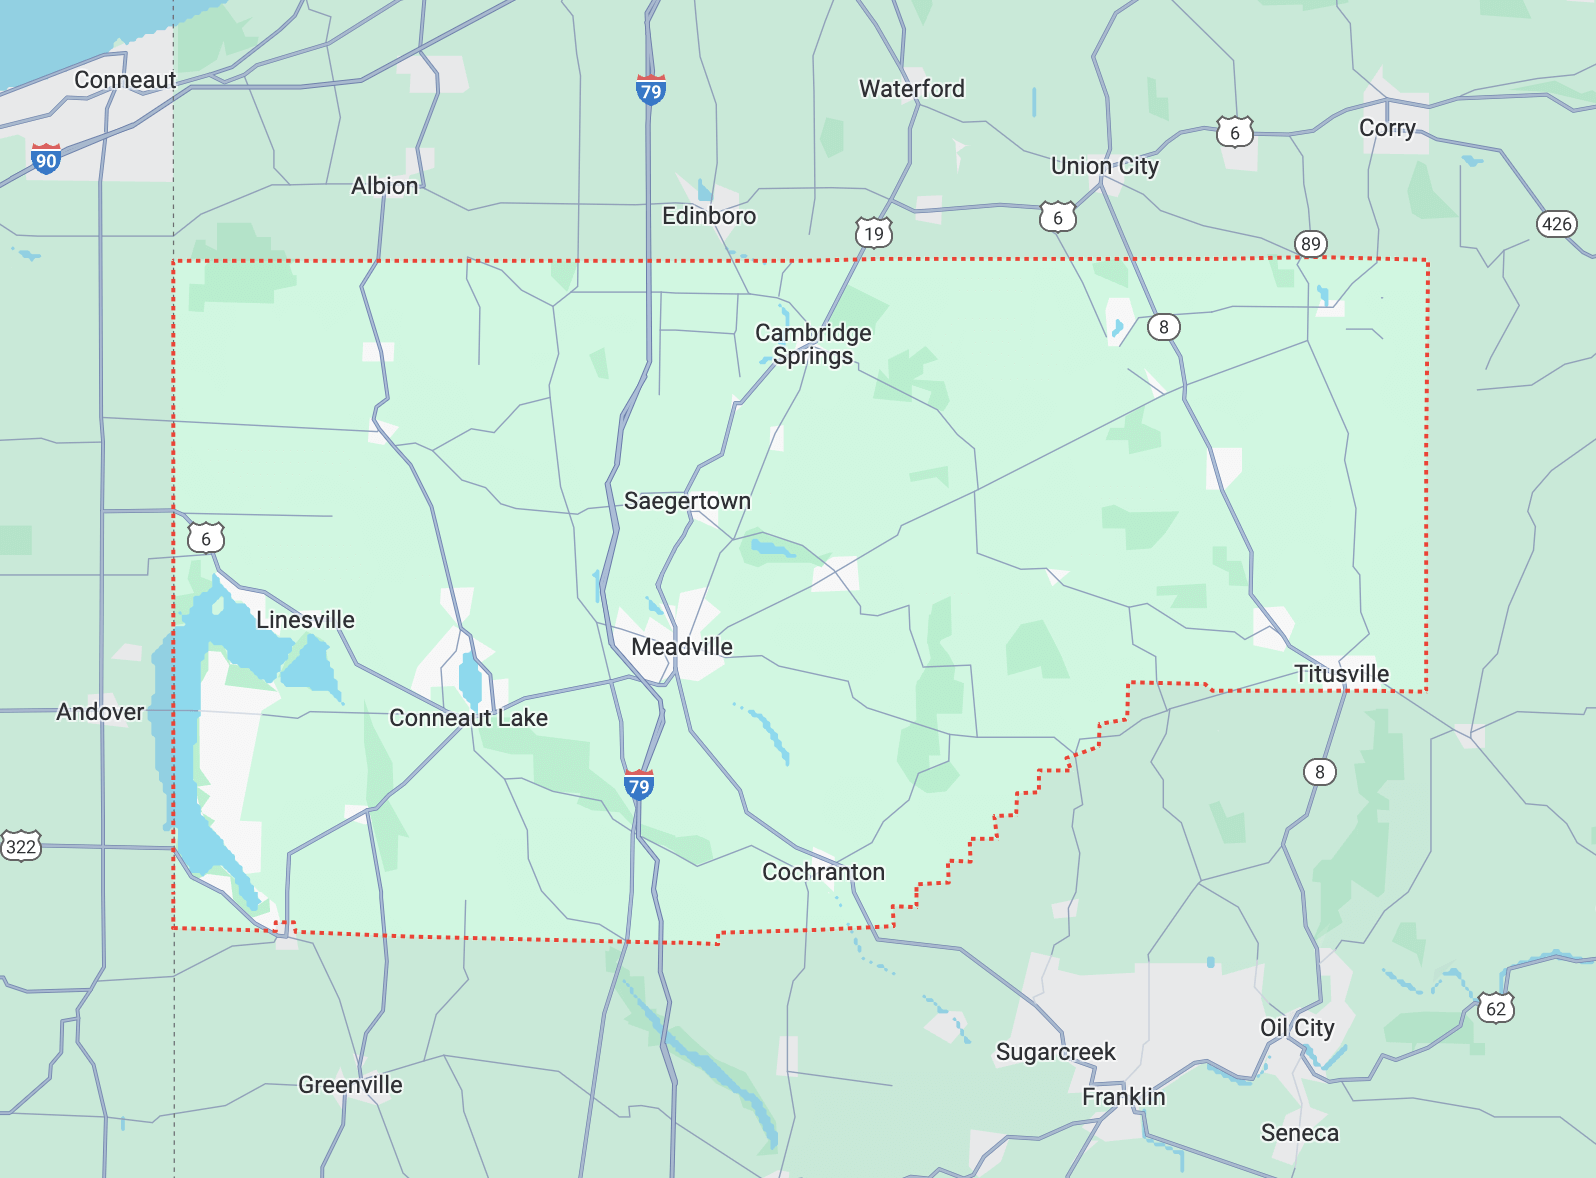 Conneaut
79
Waterford
6
Corry
90
Union City
Albion
Edinboro
6
19
89
426
Cambridge
Springs
8
Saegertown
6
Linesville
Meadville
Titusville
Andover
Conneaut Lake
8
79
322
Cochranton
62
Oil City
Sugarcreek
Greenville
Franklin
Seneca